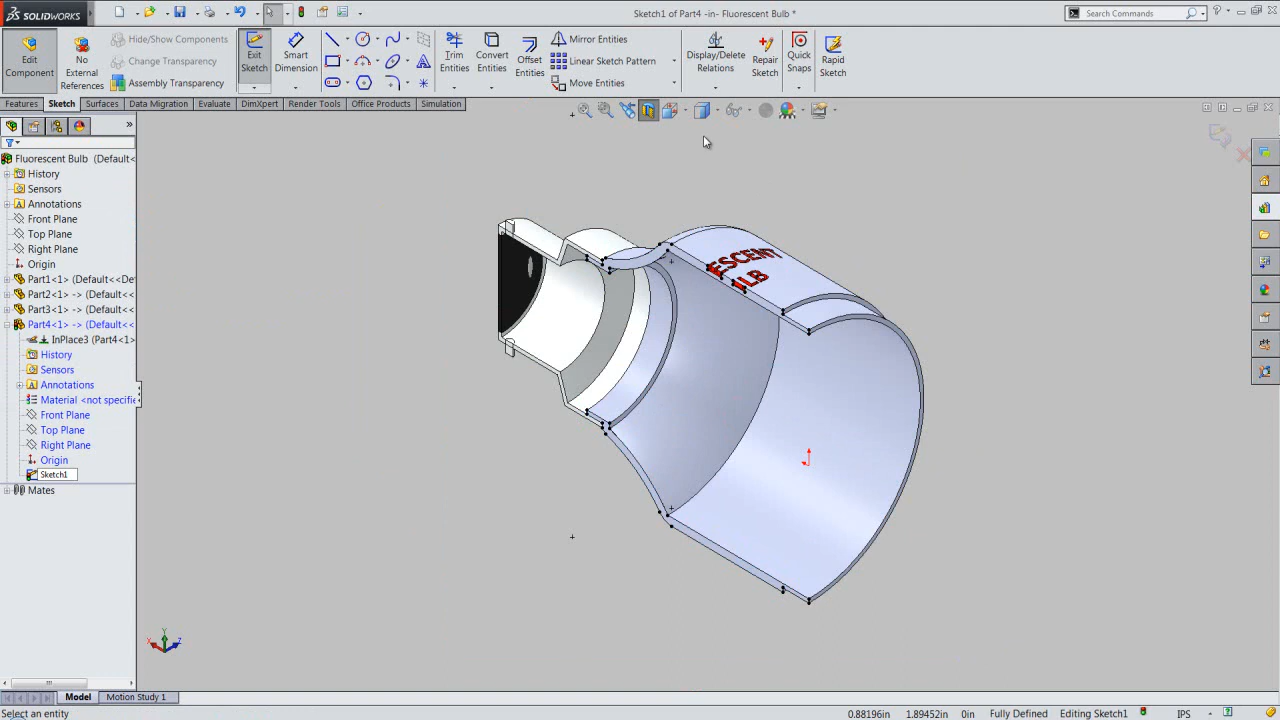 SOLIDWORKS
Sketch1 of Part4 -in- Fluorescent Bulb *
Search Commands
Edit
Component
No
External
References
Hide/Show Components
Change Transparency
Assembly Transparency
Exit
Sketch
Smart
Dimension
Trim
Entities
Convert
Entities
Offset
Entities
Mirror Entities
Linear Sketch Pattern
Move Entities
Display/Delete
Relations
Repair
Sketch
Quick
Snaps
Rapid
Sketch
Features
Sketch
Surfaces
Data Migration
Evaluate
DimXpert
Render Tools
Office Products
Simulation
Fluorescent Bulb (Default<
History
Sensors
Annotations
Front Plane
Top Plane
Right Plane
Origin
Part1<1> (Default<<De
Part2<1> -> (Default<<
Part3<1> -> (Default<<
Part4<1> -> (Default<<
InPlace3 (Part4<1>
History
Sensors
Annotations
Material <not specifie
Front Plane
Top Plane
Right Plane
Origin
Sketch1
Mates
ESCENT
LB
Y
X
Z
Model
Motion Study 1
Select an entity
0.88196in
1.89452in
0in
Fully Defined
Editing Sketch1
IPS